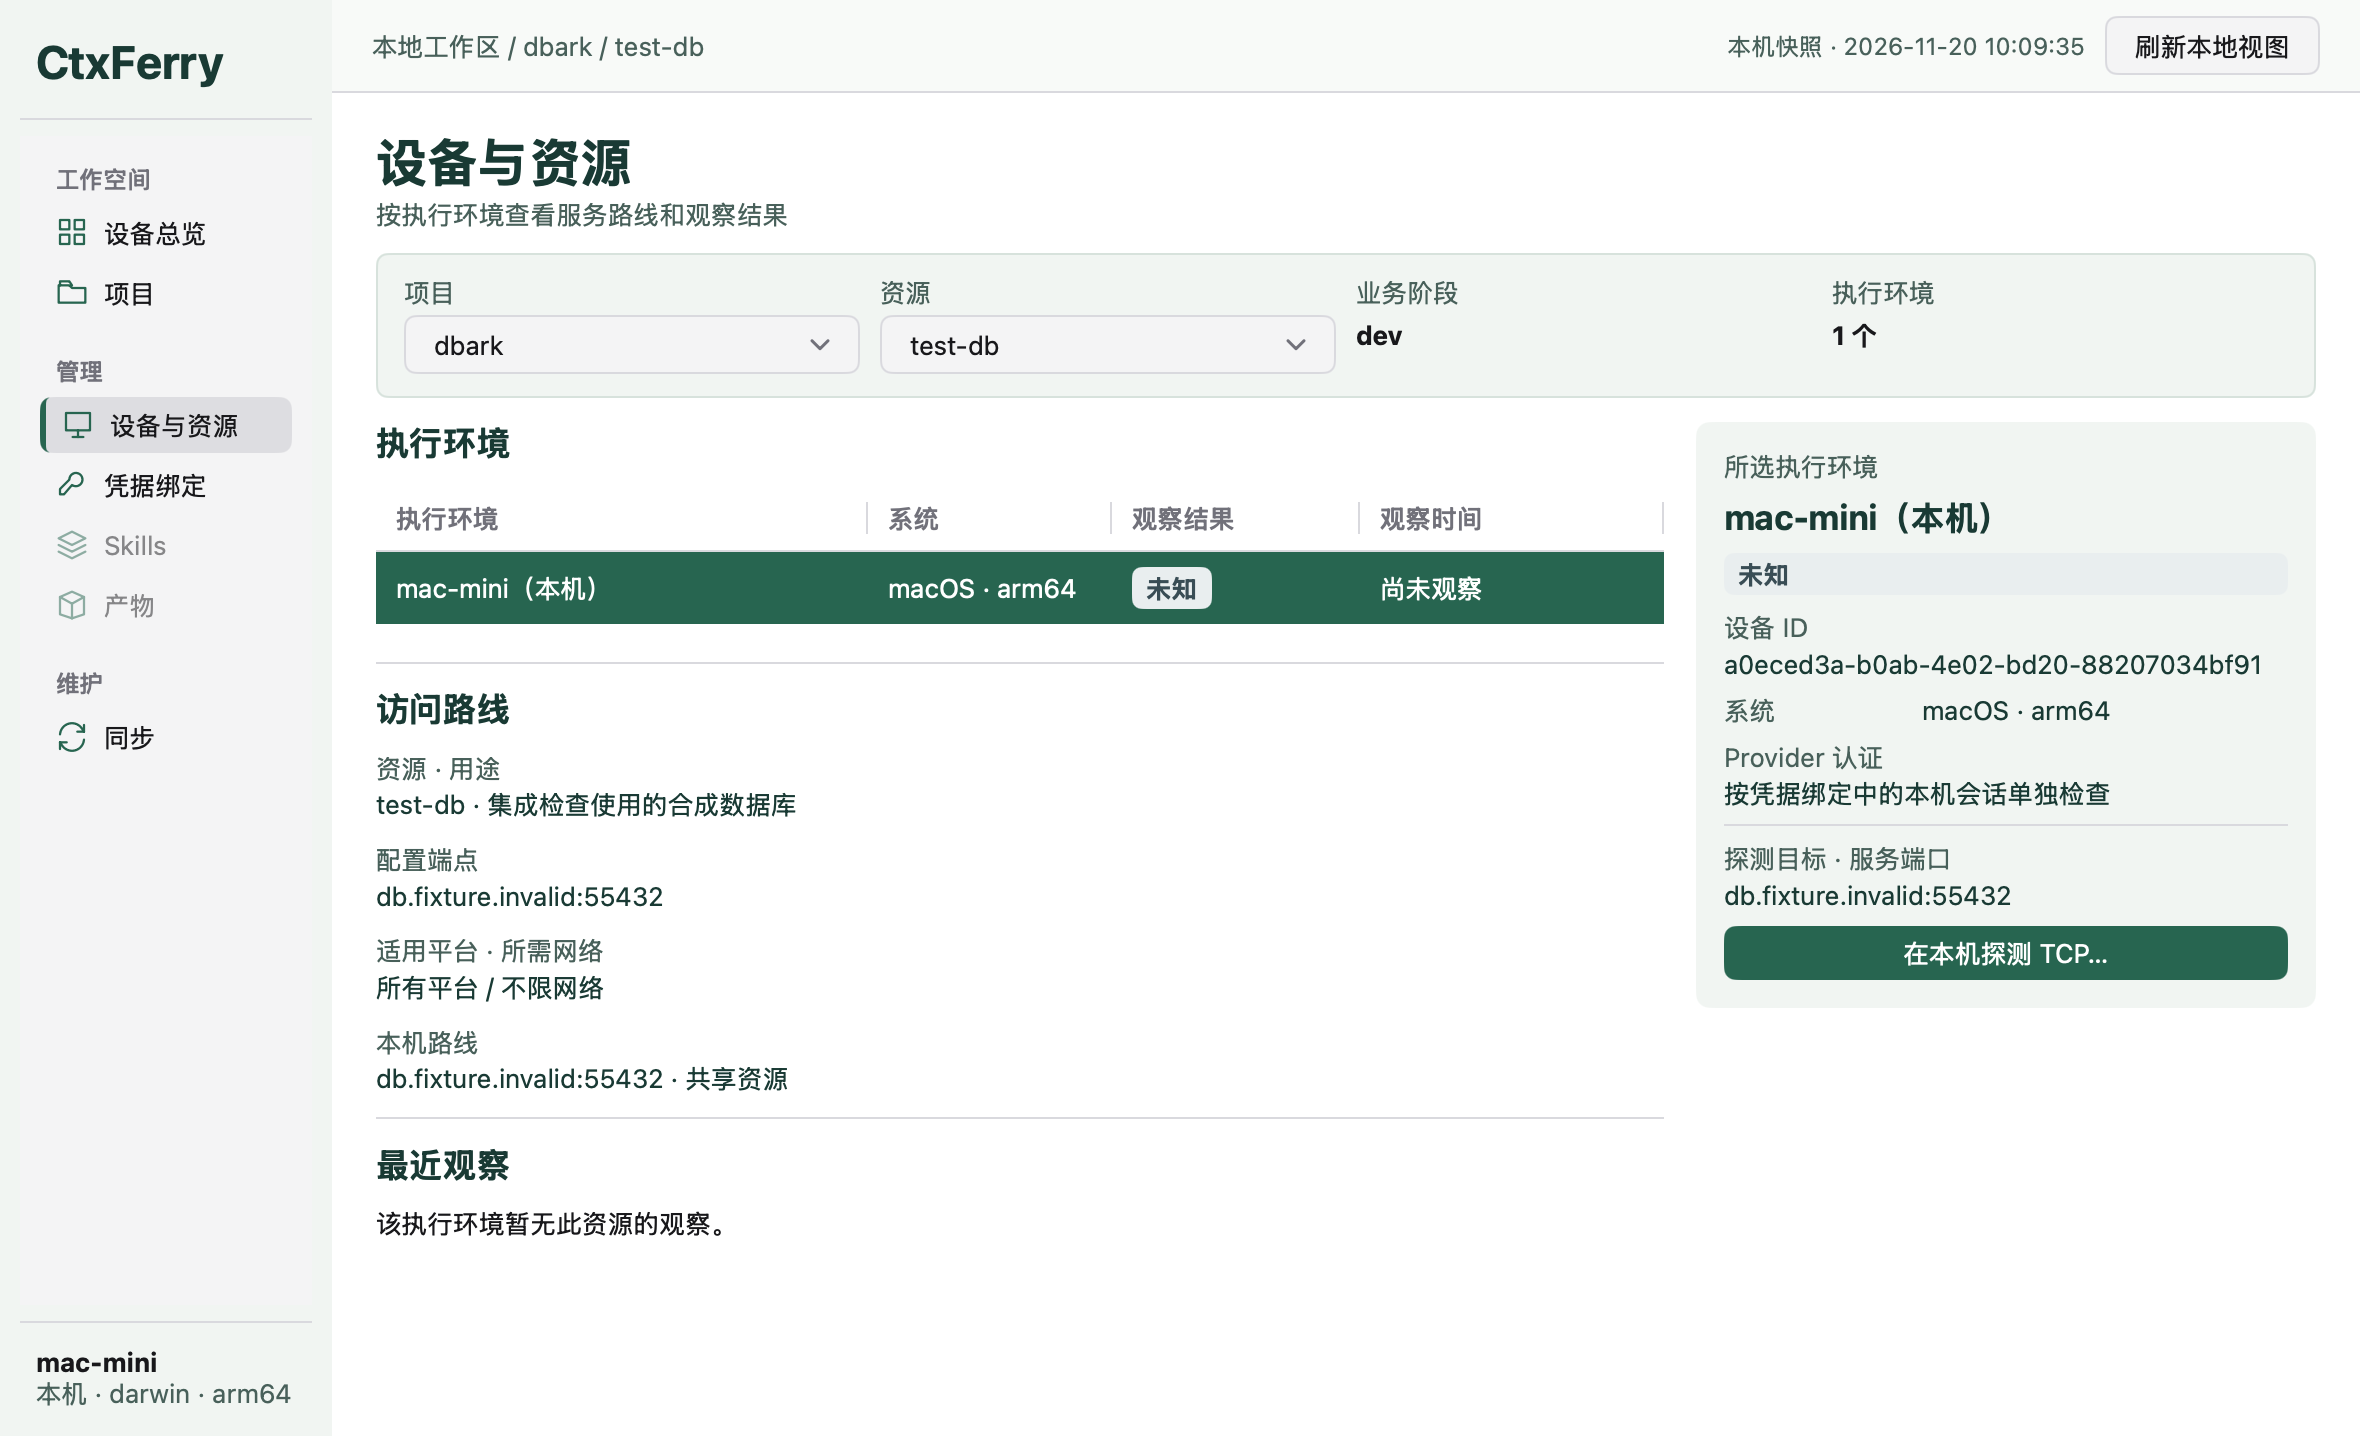 CtxFerry
工作空间
设备总览
项目
管理
设备与资源
凭据绑定
Skills
产物
维护
同步
mac-mini
本机 · darwin · arm64
本地工作区 / dbark / test-db
本机快照 · 2026-11-20 10:09:35
刷新本地视图
设备与资源
按执行环境查看服务路线和观察结果
项目
dbark
资源
test-db
业务阶段
dev
执行环境
1 个
执行环境
执行环境 系统 观察结果 观察时间
mac-mini（本机） macOS · arm64 未知 尚未观察
访问路线
资源 · 用途
test-db · 集成检查使用的合成数据库
配置端点
db.fixture.invalid:55432
适用平台 · 所需网络
所有平台 / 不限网络
本机路线
db.fixture.invalid:55432 · 共享资源
最近观察
该执行环境暂无此资源的观察。
所选执行环境
mac-mini（本机）
未知
设备 ID
a0eced3a-b0ab-4e02-bd20-88207034bf91
系统 macOS · arm64
Provider 认证
按凭据绑定中的本机会话单独检查
探测目标 · 服务端口
db.fixture.invalid:55432
在本机探测 TCP...